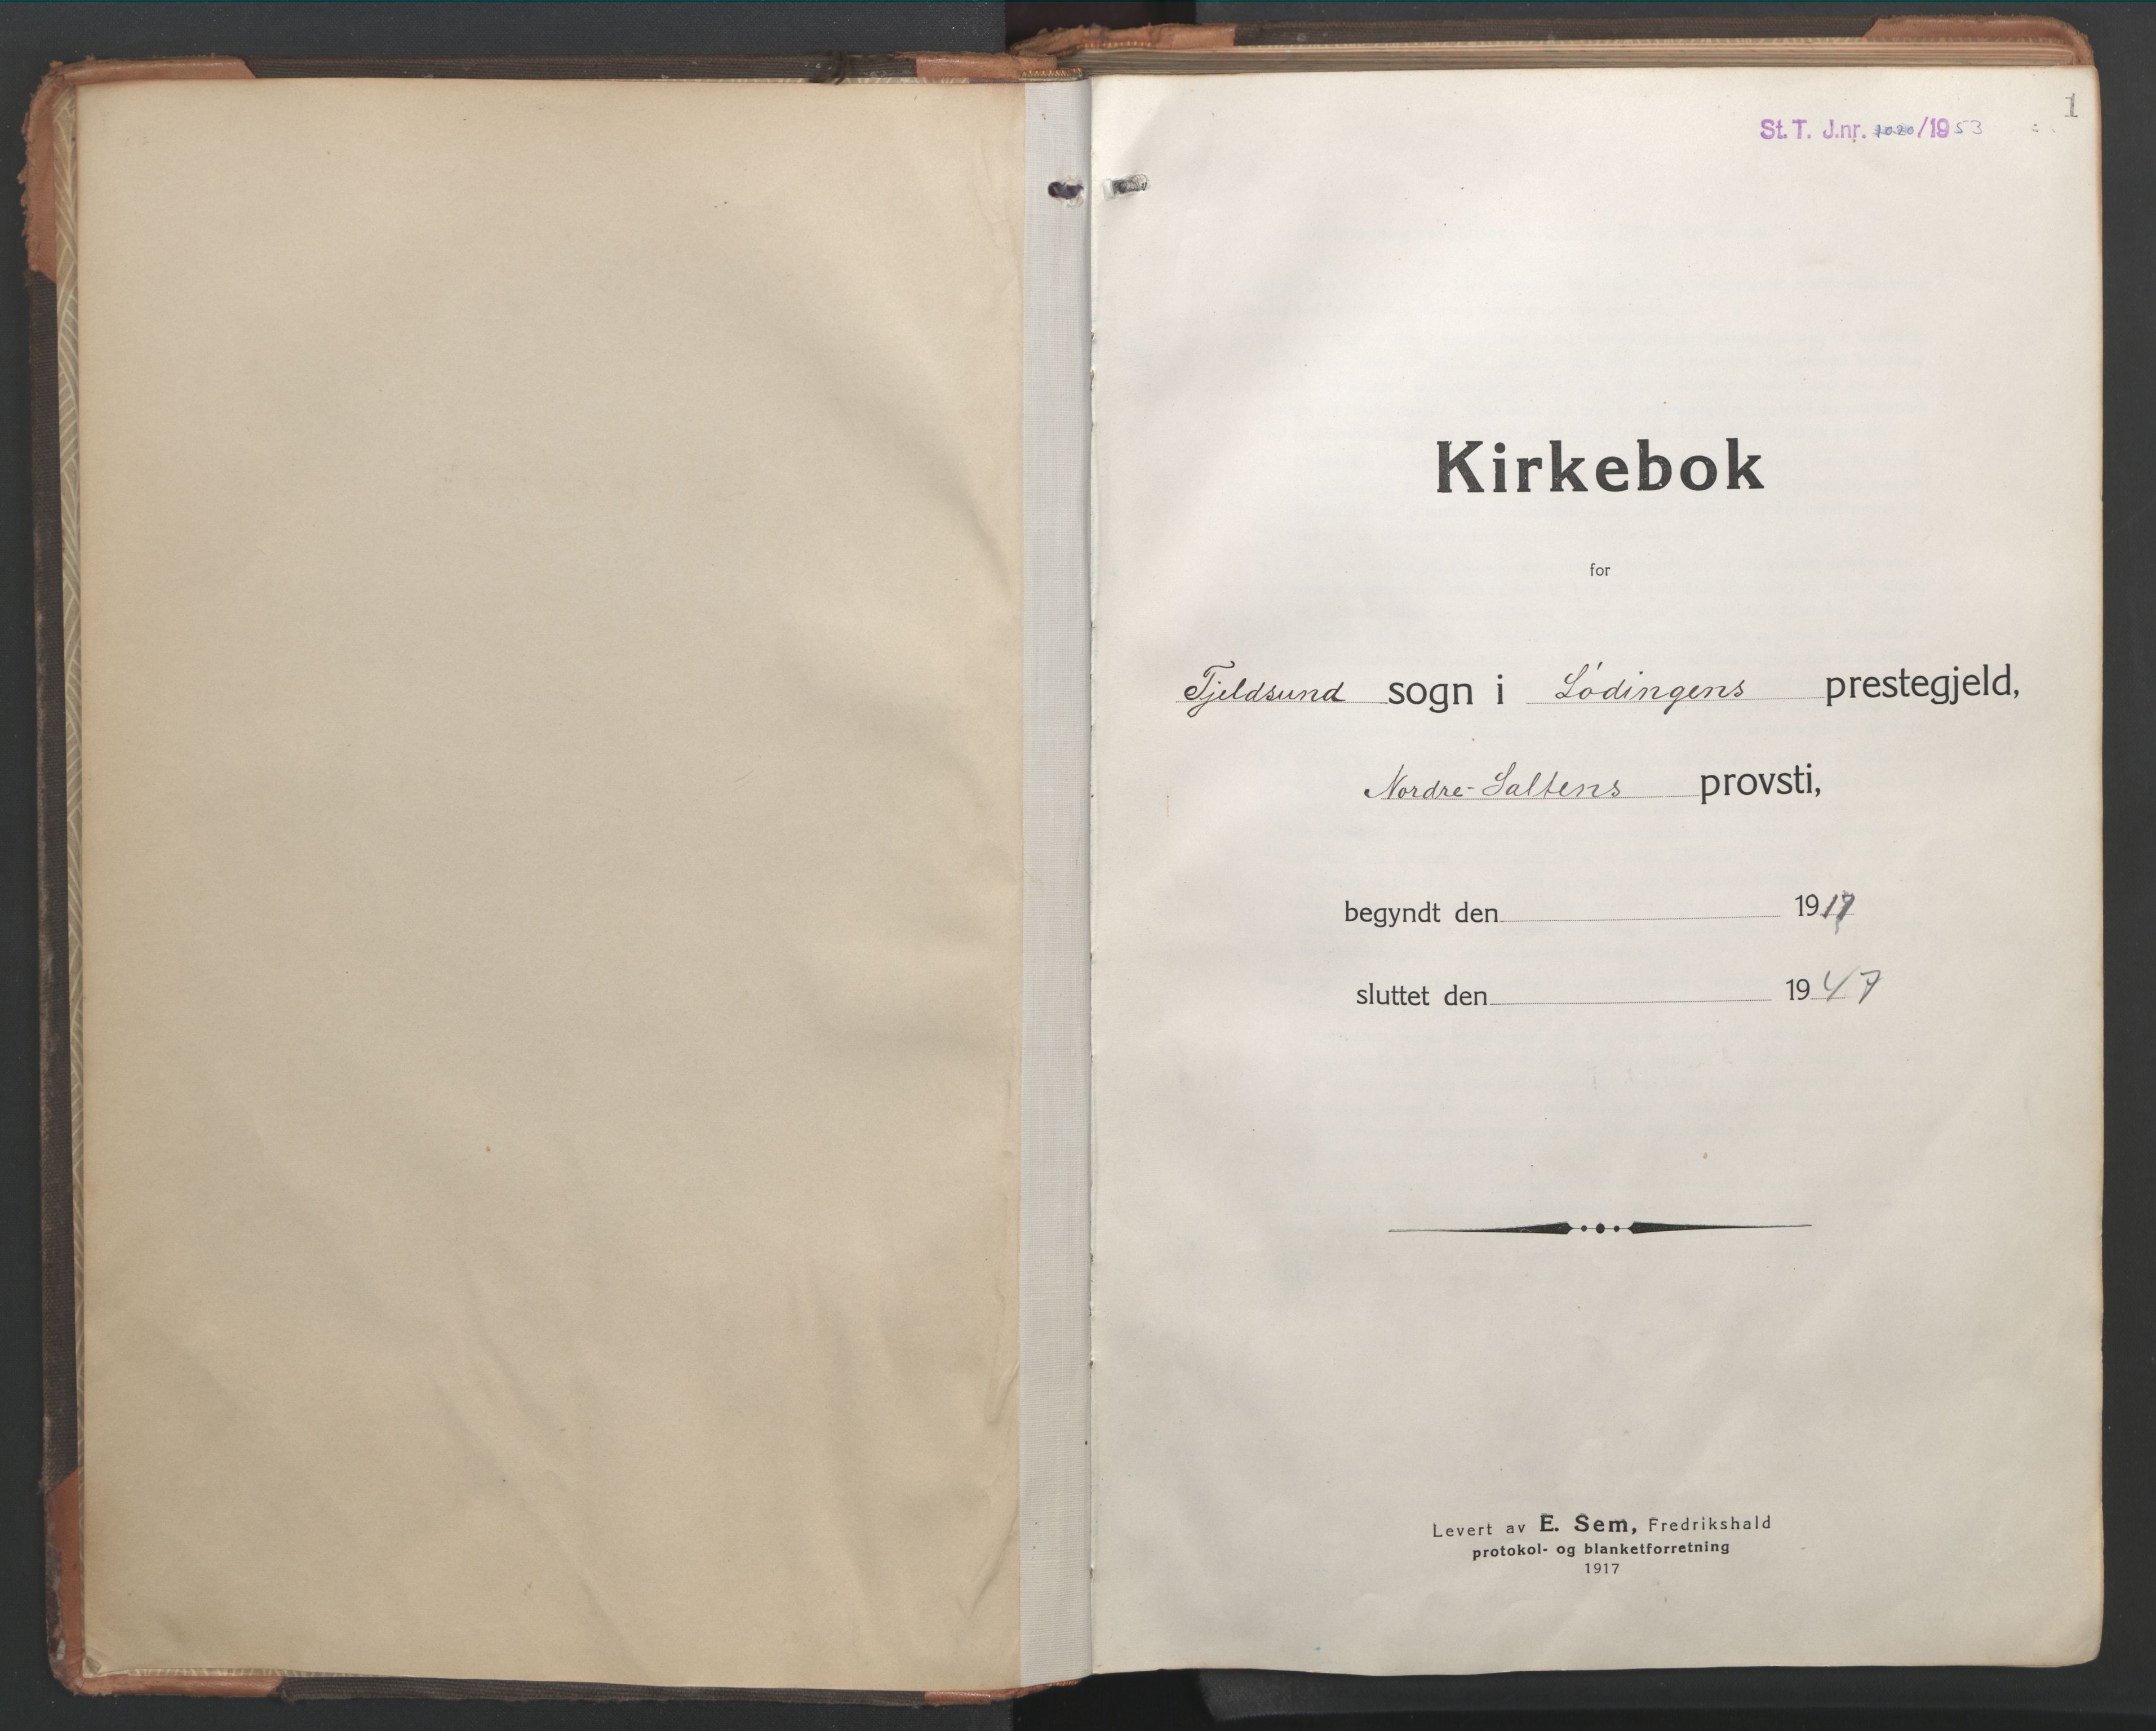 1
St. T. J.nr. 1020/1953
Kirkebok
for
Tjeldsund sogn i Lødingens prestegjeld,
Nordre-Saltens provsti,
begyndt den 1917
sluttet den 1947
Levert av E. Sem, Fredrikshald
protokol- og blanketforretning
1917